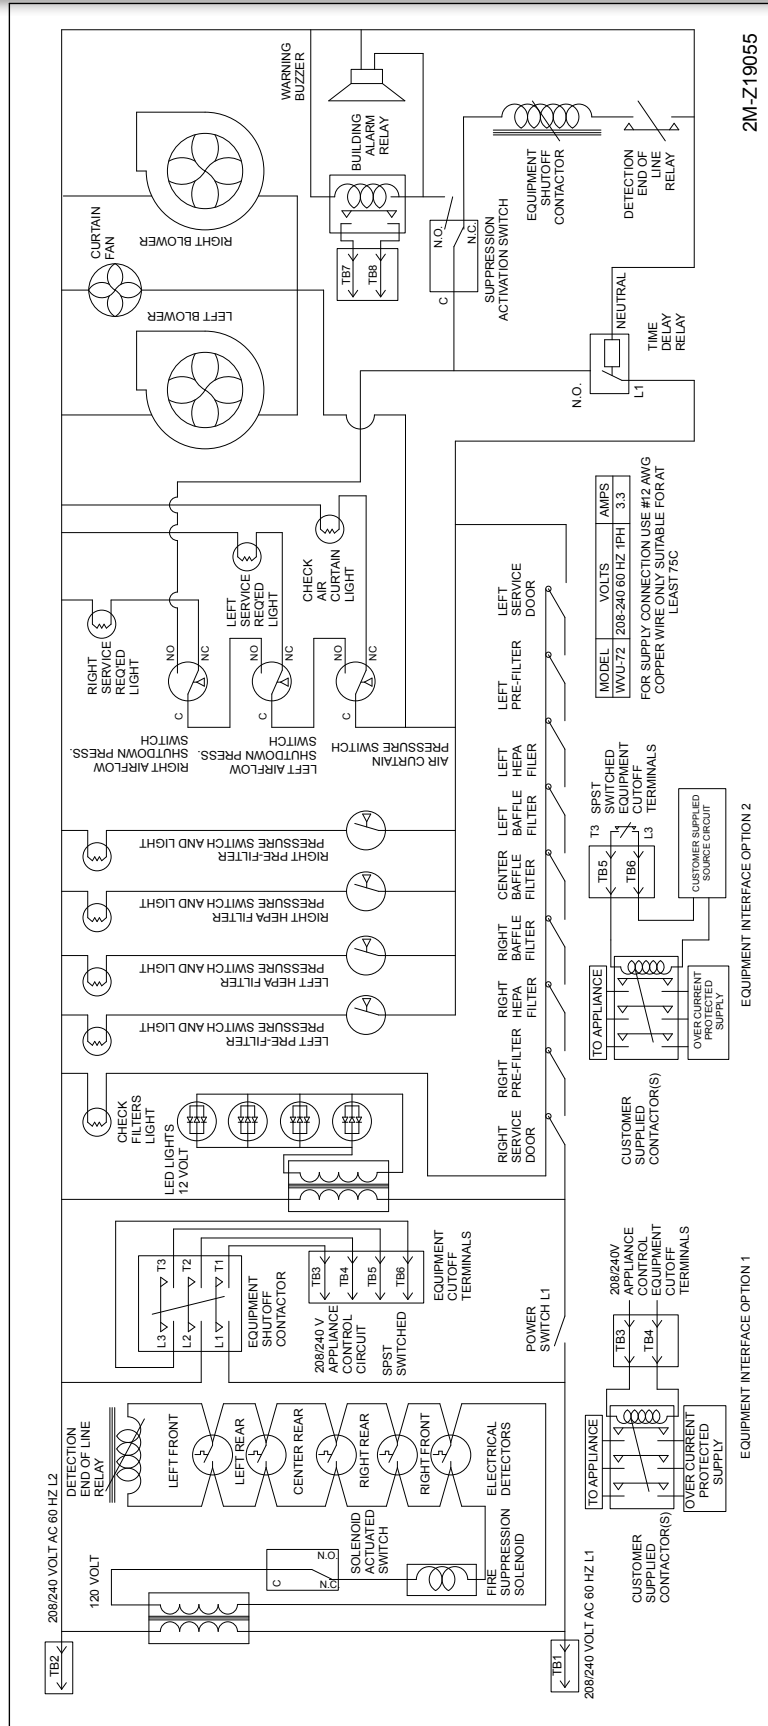 TB2
208/240 VOLT AC 60 HZ L2
120 VOLT
C
N.O.
N.C.
SOLENOID
ACTUATED
SWITCH
FIRE
SUPPRESSION
SOLENOID
TB1
208/240 VOLT AC 60 HZ L1
DETECTION
END OF LINE
RELAY
LEFT FRONT
LEFT REAR
CENTER REAR
RIGHT REAR
RIGHT FRONT
ELECTRICAL
DETECTORS
L3
T3
L2
T2
L1
T1
EQUIPMENT
SHUTOFF
CONTACTOR
TB3
TB4
TB5
TB6
208/240 V
APPLIANCE
CONTROL
CIRCUIT
SPST
SWITCHED
EQUIPMENT
CUTOFF
TERMINALS
POWER
SWITCH L1
LED LIGHTS
12 VOLT
CHECK
FILTERS
LIGHT
LEFT PRE-FILTER
PRESSURE SWITCH AND LIGHT
LEFT HEPA FILTER
PRESSURE SWITCH AND LIGHT
RIGHT HEPA FILTER
PRESSURE SWITCH AND LIGHT
RIGHT PRE-FILTER
PRESSURE SWITCH AND LIGHT
RIGHT
SERVICE
DOOR
RIGHT
PRE-FILTER
RIGHT
HEPA
FILTER
RIGHT
BAFFLE
FILTER
CENTER
BAFFLE
FILTER
LEFT
BAFFLE
FILTER
LEFT
HEPA
FILER
LEFT
PRE-FILTER
LEFT
SERVICE
DOOR
RIGHT
SERVICE
REQ'ED
LIGHT
NO
NC
C
RIGHT AIRFLOW
SHUTDOWN PRESS.
SWITCH
LEFT
SERVICE
REQ'ED
LIGHT
NO
NC
C
LEFT AIRFLOW
SHUTDOWN PRESS.
SWITCH
CHECK
AIR
CURTAIN
LIGHT
NO
NC
C
AIR CURTAIN
PRESSURE SWITCH
LEFT BLOWER
CURTAIN
FAN
RIGHT BLOWER
WARNING
BUZZER
BUILDING
ALARM
RELAY
TB7
TB8
N.O.
N.C.
C
SUPPRESSION
ACTIVATION SWITCH
EQUIPMENT
SHUTOFF
CONTACTOR
DETECTION
END OF
LINE
RELAY
N.O.
L1
NEUTRAL
TIME
DELAY
RELAY
MODEL VOLTS AMPS
WVU-72 208-240 60 HZ 1PH 3.3
FOR SUPPLY CONNECTION USE #12 AWG
COPPER WIRE ONLY SUITABLE FOR AT
LEAST 75C
TO APPLIANCE
OVER CURRENT
PROTECTED
SUPPLY
CUSTOMER
SUPPLIED
CONTACTOR(S)
TB3
TB4
208/240V
APPLIANCE
CONTROL
EQUIPMENT
CUTOFF
TERMINALS
EQUIPMENT INTERFACE OPTION 1
TO APPLIANCE
OVER CURRENT
PROTECTED
SUPPLY
CUSTOMER
SUPPLIED
CONTACTOR(S)
TB5
TB6
T3
L3
SPST
SWITCHED
EQUIPMENT
CUTOFF
TERMINALS
CUSTOMER SUPPLIED
SOURCE CIRCUIT
EQUIPMENT INTERFACE OPTION 2
2M-Z19055